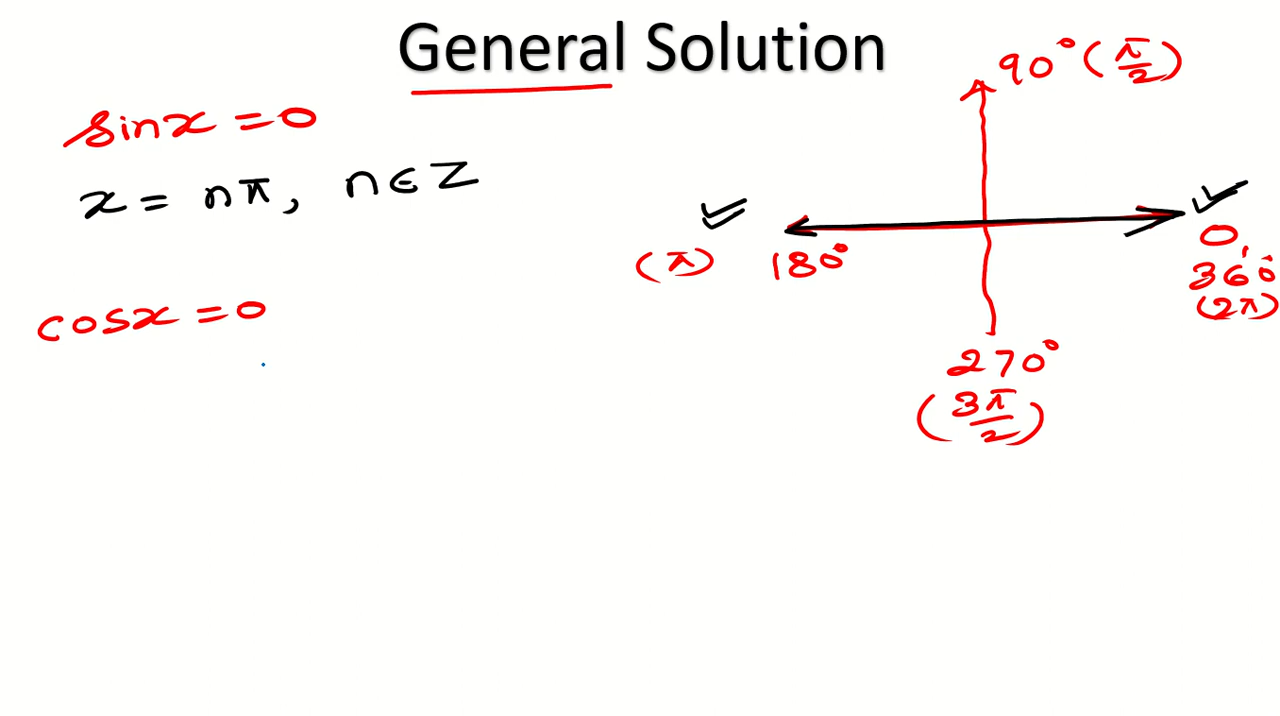 General Solution
sinx = 0
x = nπ, n ∈ Z
cosx = 0
90° (π/2)
(π) 180°
0,
360°
(2π)
270°
(3π/2)